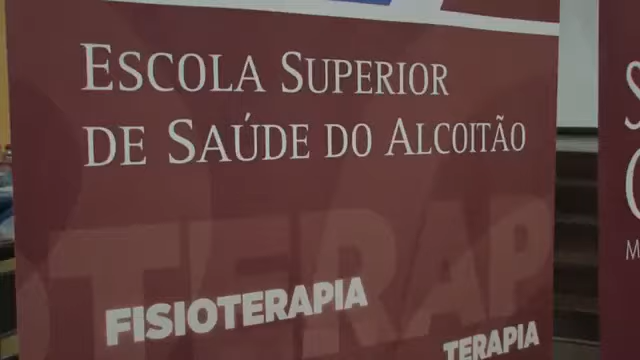 ESCOLA SUPERIOR
DE SAÚDE DO ALCOITÃO
FISIOTERAPIA
TERAPIA